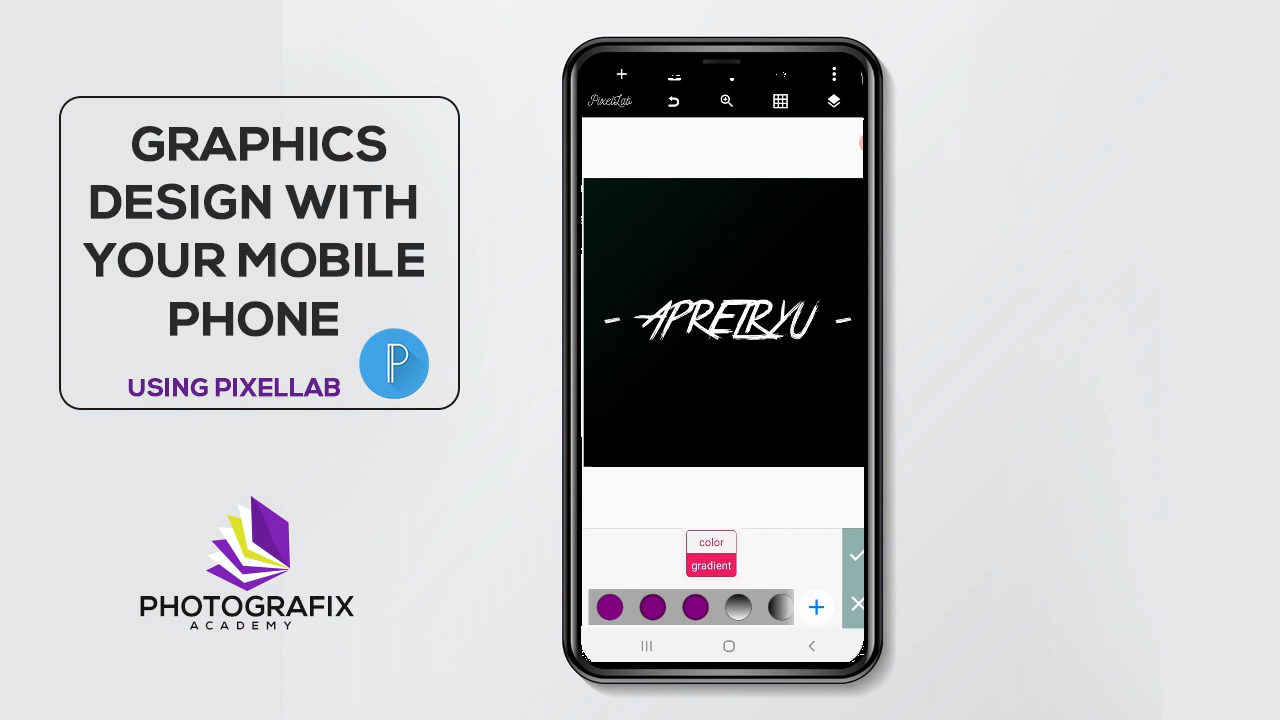 GRAPHICS
DESIGN WITH
YOUR MOBILE
PHONE
USING PIXELLAB
P
PHOTOGRAFIX
ACADEMY
PixelLab
- APRETRYU -
color
gradient